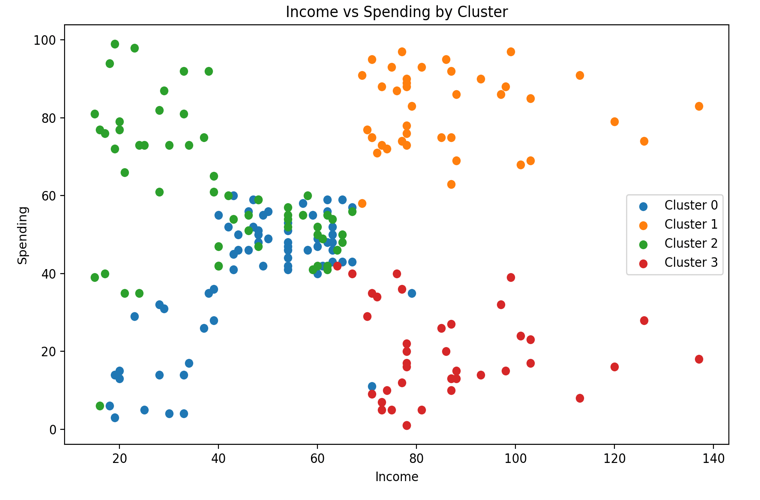 Income vs Spending by Cluster
100
80
60
40
20
0
Spending
Cluster 0
Cluster 1
Cluster 2
Cluster 3
20 40 60 80 100 120 140
Income